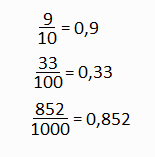 9/10 = 0,9
33/100 = 0,33
852/1000 = 0,852